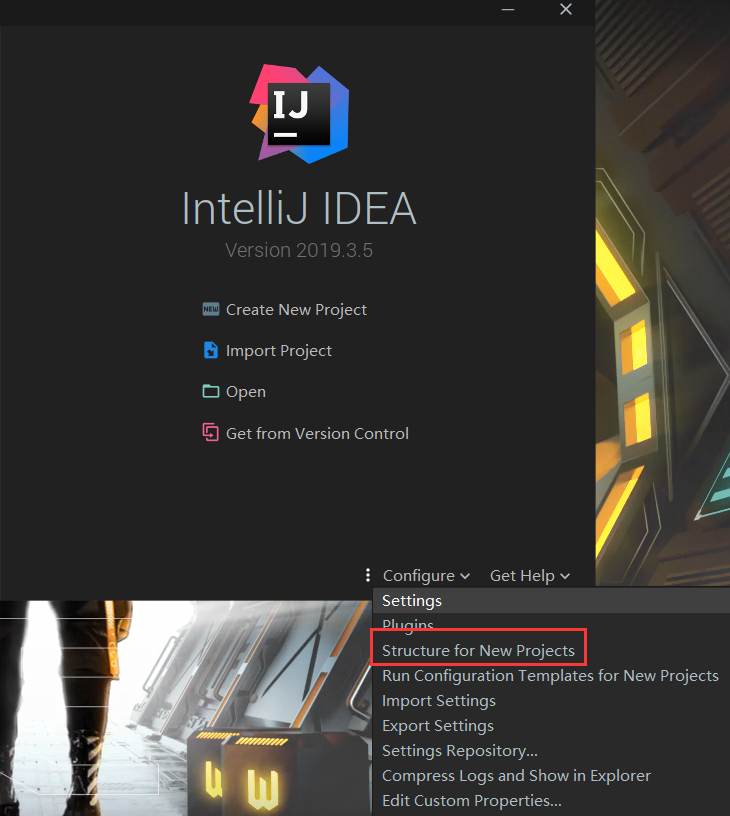 IJ
IntelliJ IDEA
Version 2019.3.5
NEW Create New Project
Import Project
Open
Get from Version Control
Configure Get Help
Settings
Plugins
Structure for New Projects
Run Configuration Templates for New Projects
Import Settings
Export Settings
Settings Repository...
Compress Logs and Show in Explorer
Edit Custom Properties...